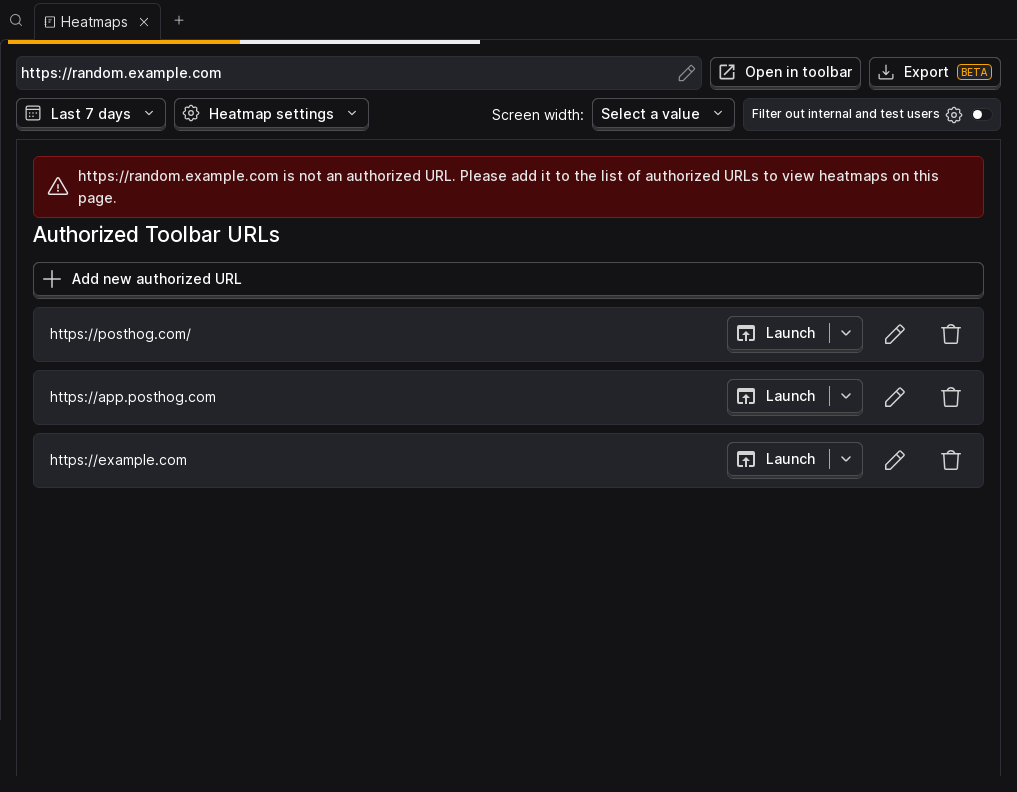 Heatmaps
https://random.example.com
Open in toolbar
Export BETA
Last 7 days
Heatmap settings
Screen width:
Select a value
Filter out internal and test users
https://random.example.com is not an authorized URL. Please add it to the list of authorized URLs to view heatmaps on this
page.
Authorized Toolbar URLs
Add new authorized URL
https://posthog.com/
Launch
https://app.posthog.com
Launch
https://example.com
Launch